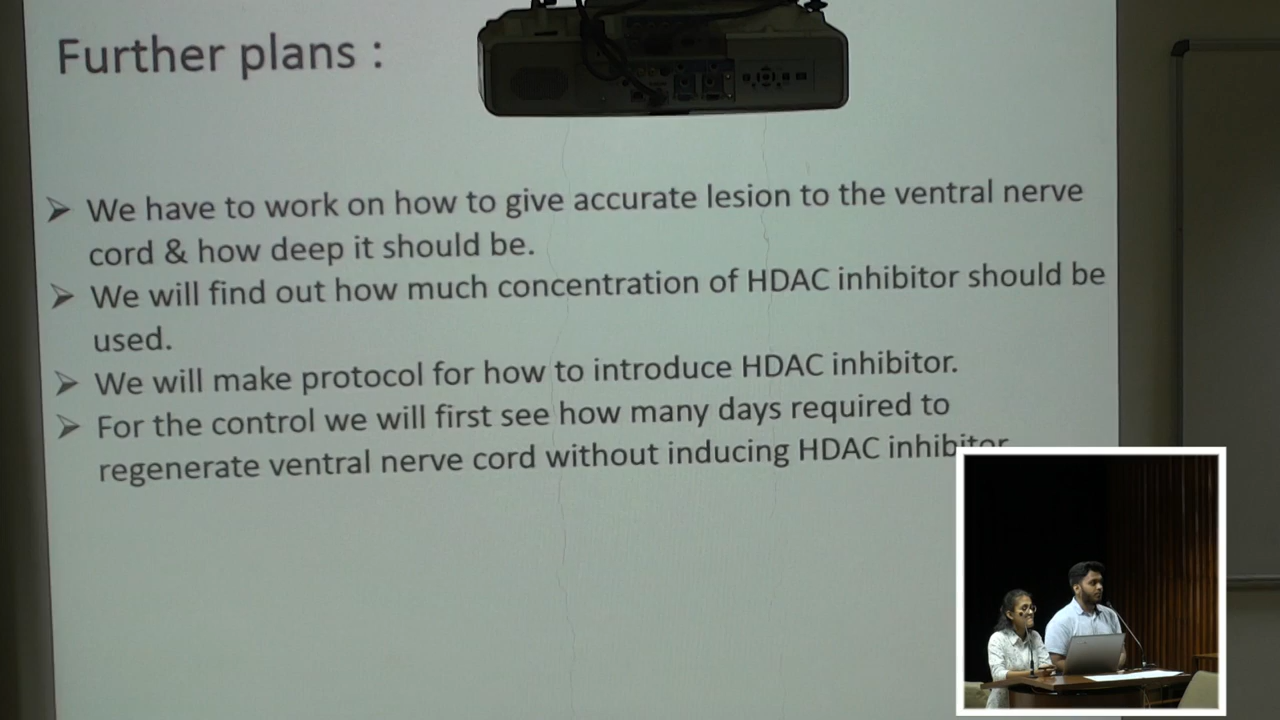 Further plans :
➤ We have to work on how to give accurate lesion to the ventral nerve
cord & how deep it should be.
➤ We will find out how much concentration of HDAC inhibitor should be
used.
➤ We will make protocol for how to introduce HDAC inhibitor.
➤ For the control we will first see how many days required to
regenerate ventral nerve cord without inducing HDAC inhibitor